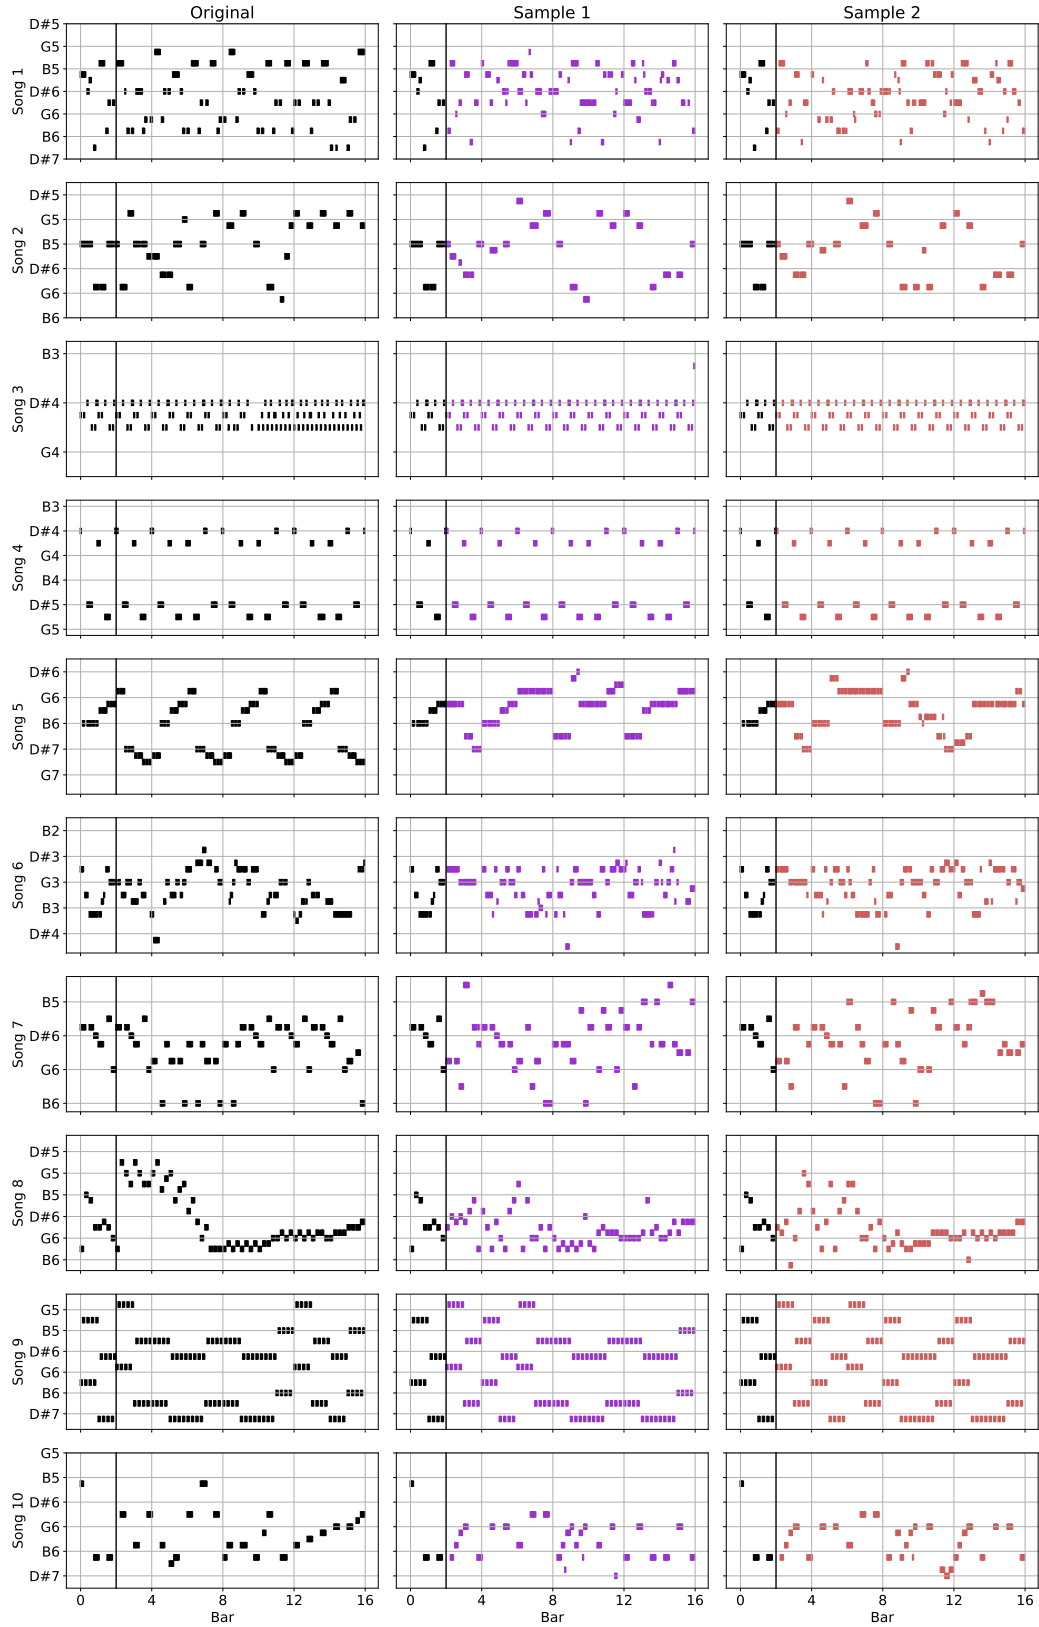 Original Sample 1 Sample 2
Song 1
D#5
G5
B5
D#6
G6
B6
D#7
Song 2
D#5
G5
B5
D#6
G6
B6
Song 3
B3
D#4
G4
Song 4
B3
D#4
G4
B4
D#5
G5
Song 5
D#6
G6
B6
D#7
G7
Song 6
B2
D#3
G3
B3
D#4
Song 7
B5
D#6
G6
B6
Song 8
D#5
G5
B5
D#6
G6
B6
Song 9
G5
B5
D#6
G6
B6
D#7
Song 10
G5
B5
D#6
G6
B6
D#7
0 4 8 12 16 0 4 8 12 16 0 4 8 12 16
Bar Bar Bar